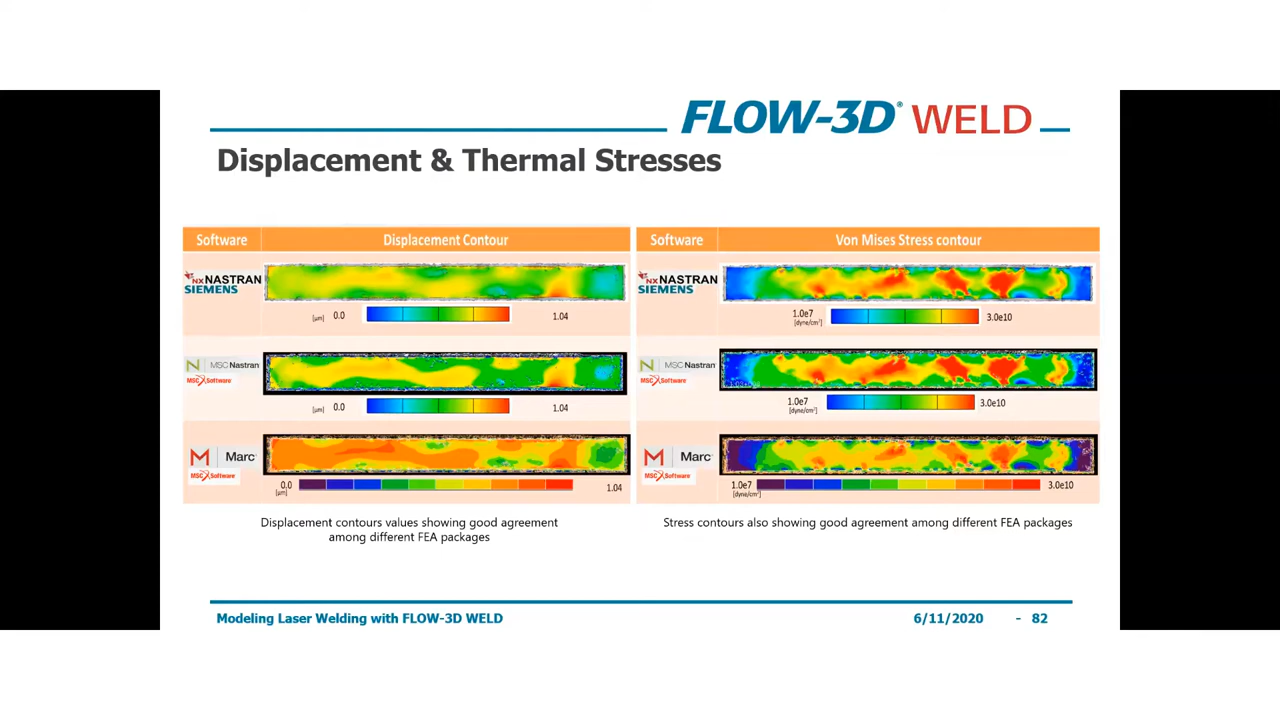 FLOW-3D® WELD
Displacement & Thermal Stresses
Software Displacement Contour
NX NASTRAN
SIEMENS
[μm] 0.0 1.04
N MSC Nastran
MSC Software
[μm] 0.0 1.04
M Marc
MSC Software
0.0
[μm] 1.04
Displacement contours values showing good agreement
among different FEA packages
Software Von Mises Stress contour
NX NASTRAN
SIEMENS
1.0e7 3.0e10
[dyne/cm²]
N MSC Nastran
MSC Software
1.0e7 3.0e10
[dyne/cm²]
M Marc
MSC Software
1.0e7 3.0e10
[dyne/cm²]
Stress contours also showing good agreement among different FEA packages
Modeling Laser Welding with FLOW-3D WELD 6/11/2020 - 82